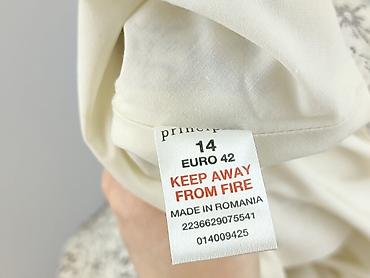 14
EURO 42
KEEP AWAY
FROM FIRE
MADE IN ROMANIA
2236629075541
014009425